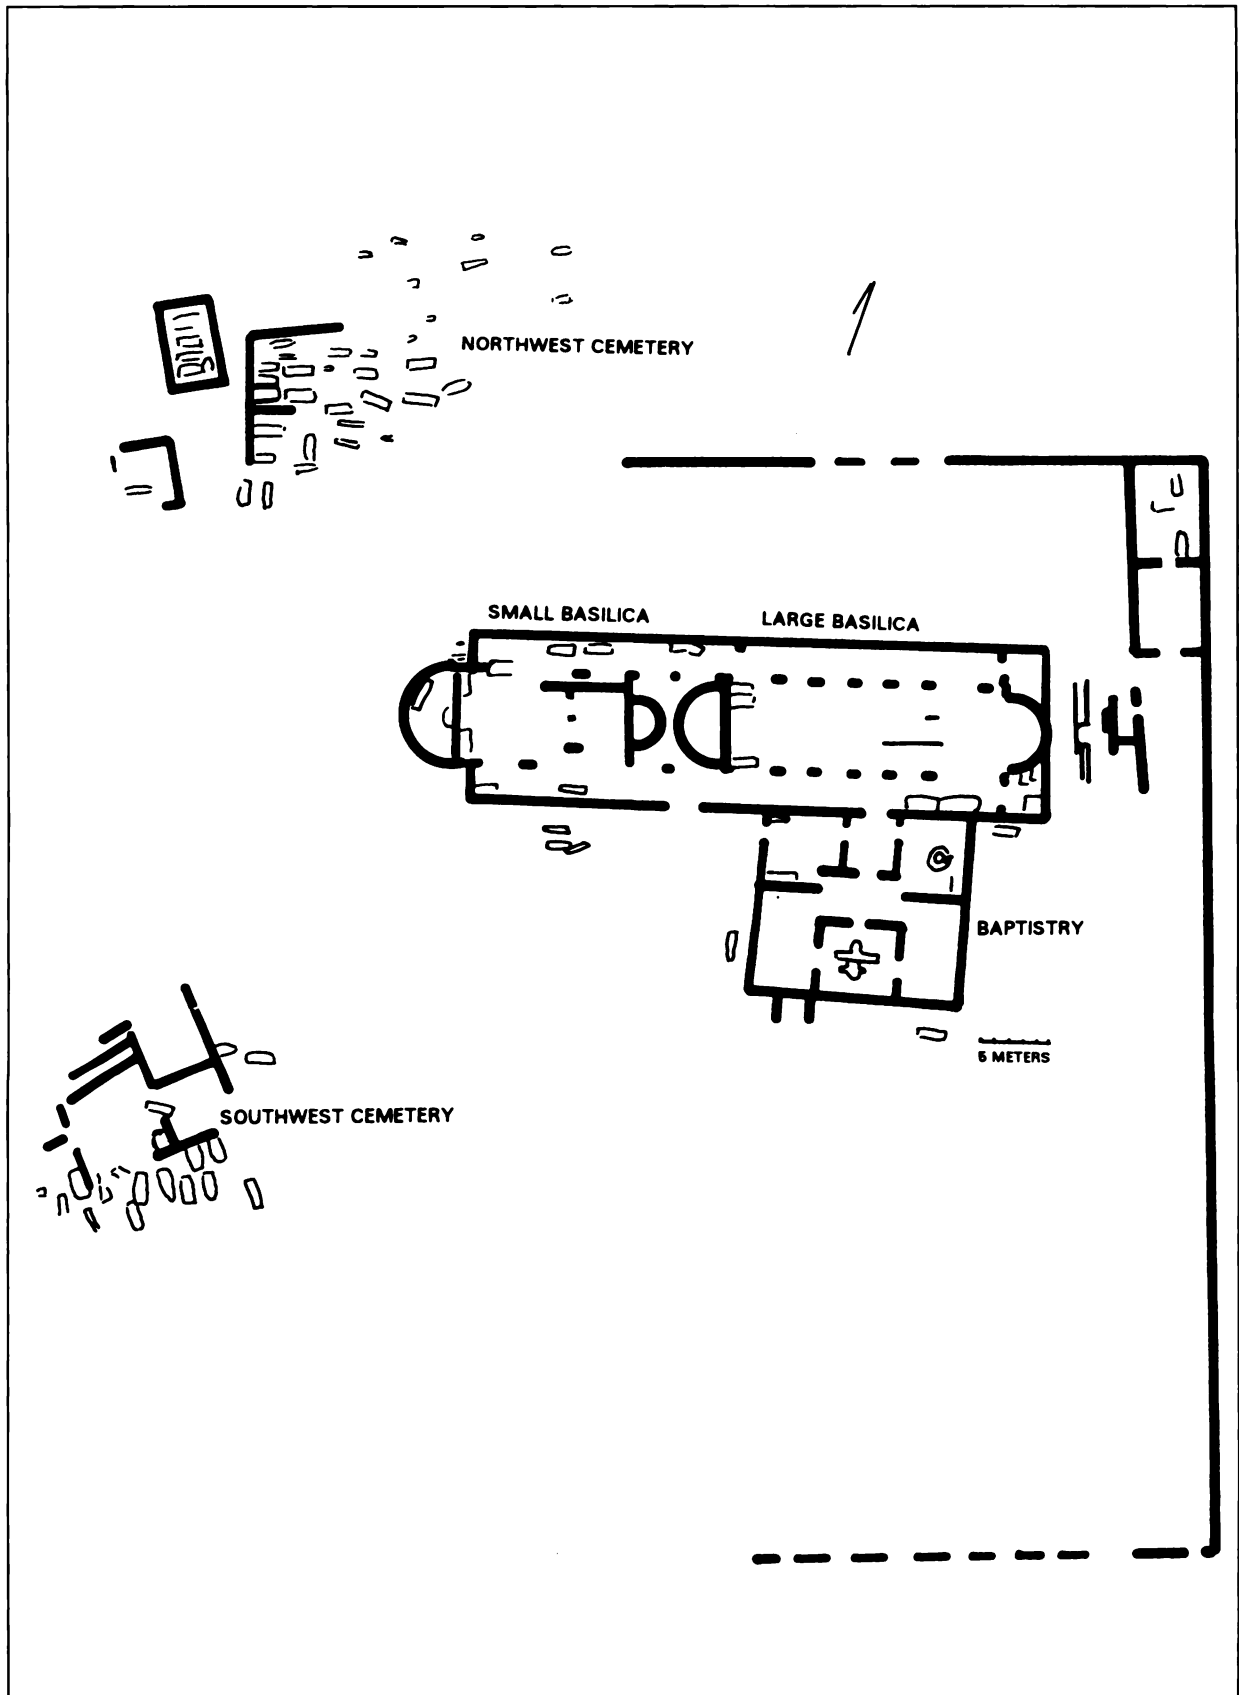 NORTHWEST CEMETERY
SMALL BASILICA
LARGE BASILICA
BAPTISTRY
5 METERS
SOUTHWEST CEMETERY